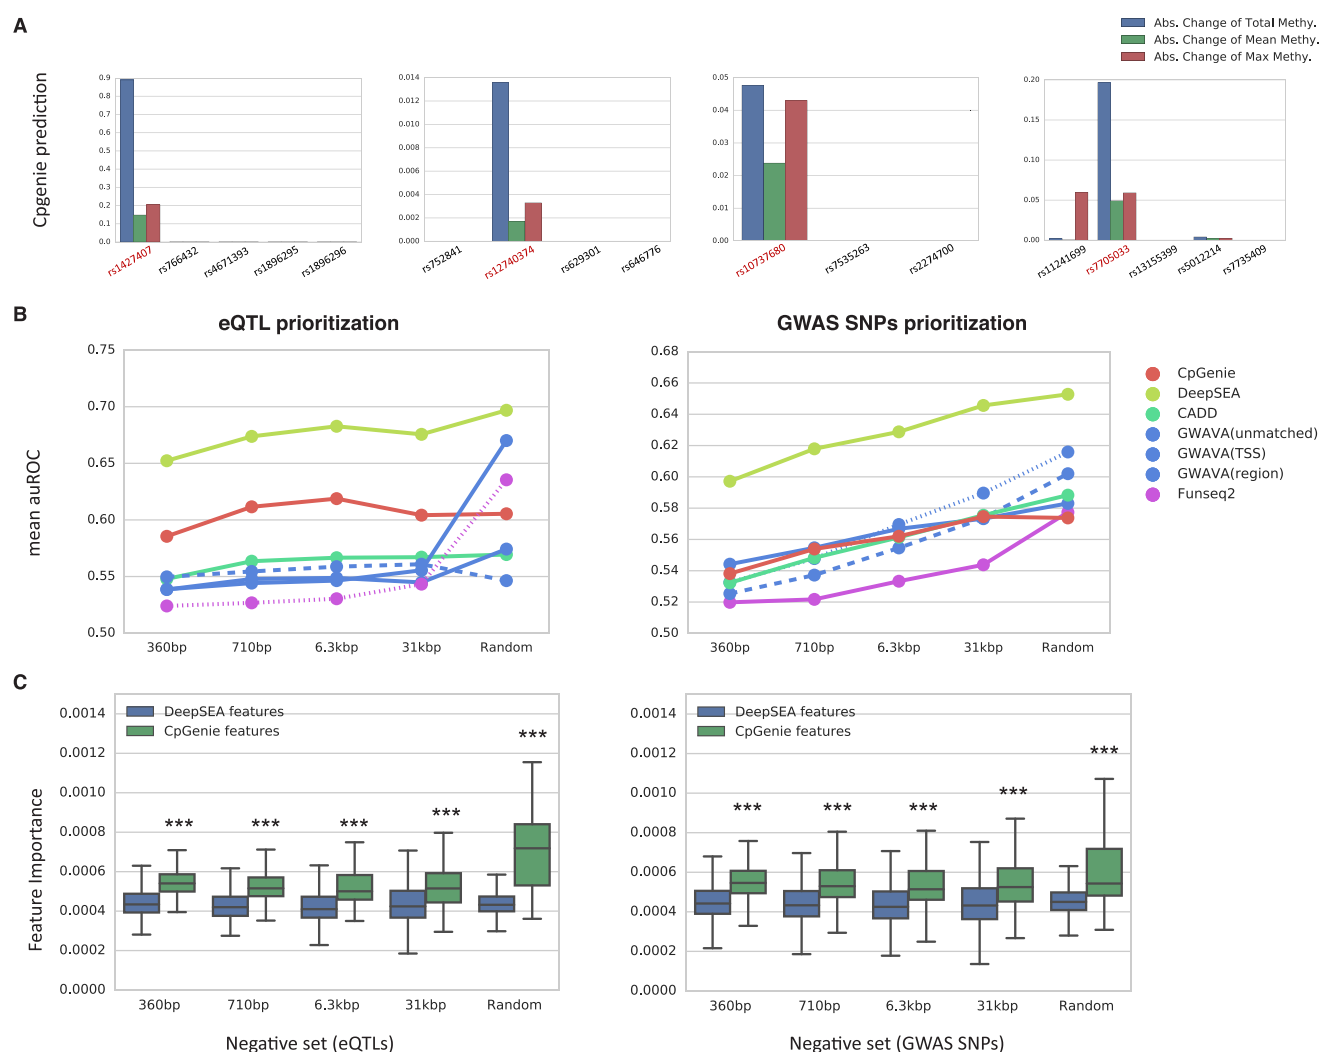 A
Abs. Change of Total Methy.
Abs. Change of Mean Methy.
Abs. Change of Max Methy.
Cpgenie prediction
0.9
0.8
0.7
0.6
0.5
0.4
0.3
0.2
0.1
0.0
rs1427407
rs766432
rs4671393
rs1896295
rs1896296
0.014
0.012
0.010
0.008
0.006
0.004
0.002
0.000
rs752841
rs12740374
rs629301
rs646776
0.05
0.04
0.03
0.02
0.01
0.00
rs10737680
rs7535263
rs2274700
0.20
0.15
0.10
0.05
0.00
rs11241699
rs7705033
rs13155399
rs5012214
rs7735409
B
eQTL prioritization
mean auROC
0.75
0.70
0.65
0.60
0.55
0.50
360bp 710bp 6.3kbp 31kbp Random
GWAS SNPs prioritization
0.68
0.66
0.64
0.62
0.60
0.58
0.56
0.54
0.52
0.50
360bp 710bp 6.3kbp 31kbp Random
CpGenie
DeepSEA
CADD
GWAVA(unmatched)
GWAVA(TSS)
GWAVA(region)
Funseq2
C
Feature Importance
0.0014
0.0012
0.0010
0.0008
0.0006
0.0004
0.0002
0.0000
DeepSEA features
CpGenie features
*** *** *** *** ***
360bp 710bp 6.3kbp 31kbp Random
Negative set (eQTLs)
0.0014
0.0012
0.0010
0.0008
0.0006
0.0004
0.0002
0.0000
DeepSEA features
CpGenie features
*** *** *** *** ***
360bp 710bp 6.3kbp 31kbp Random
Negative set (GWAS SNPs)